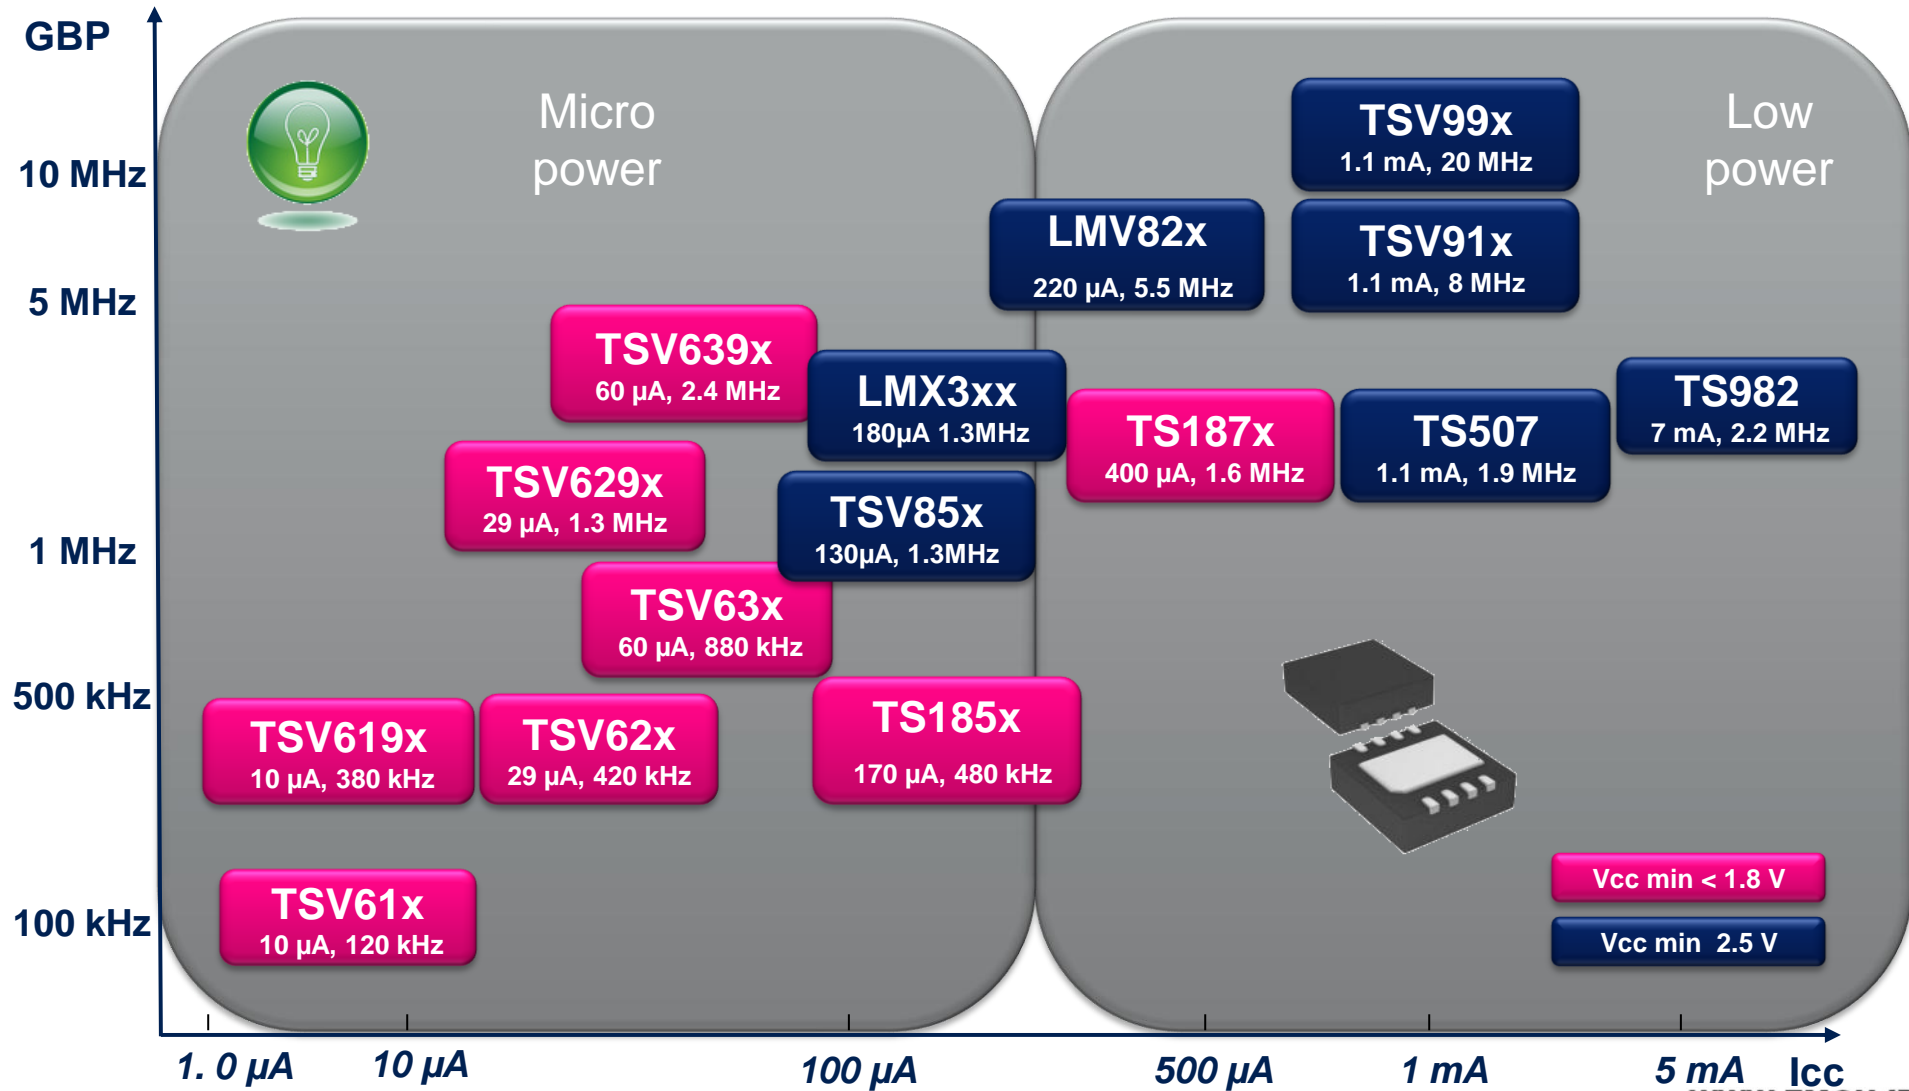 GBP
10 MHz
5 MHz
1 MHz
500 kHz
100 kHz
Micro
power
Low
power
TSV99x
1.1 mA, 20 MHz
LMV82x
220 µA, 5.5 MHz
TSV91x
1.1 mA, 8 MHz
TSV639x
60 µA, 2.4 MHz
LMX3xx
180µA 1.3MHz
TS187x
400 µA, 1.6 MHz
TS507
1.1 mA, 1.9 MHz
TS982
7 mA, 2.2 MHz
TSV629x
29 µA, 1.3 MHz
TSV85x
130µA, 1.3MHz
TSV63x
60 µA, 880 kHz
TSV619x
10 µA, 380 kHz
TSV62x
29 µA, 420 kHz
TS185x
170 µA, 480 kHz
TSV61x
10 µA, 120 kHz
Vcc min < 1.8 V
Vcc min 2.5 V
1. 0 µA
10 µA
100 µA
500 µA
1 mA
5 mA
Icc